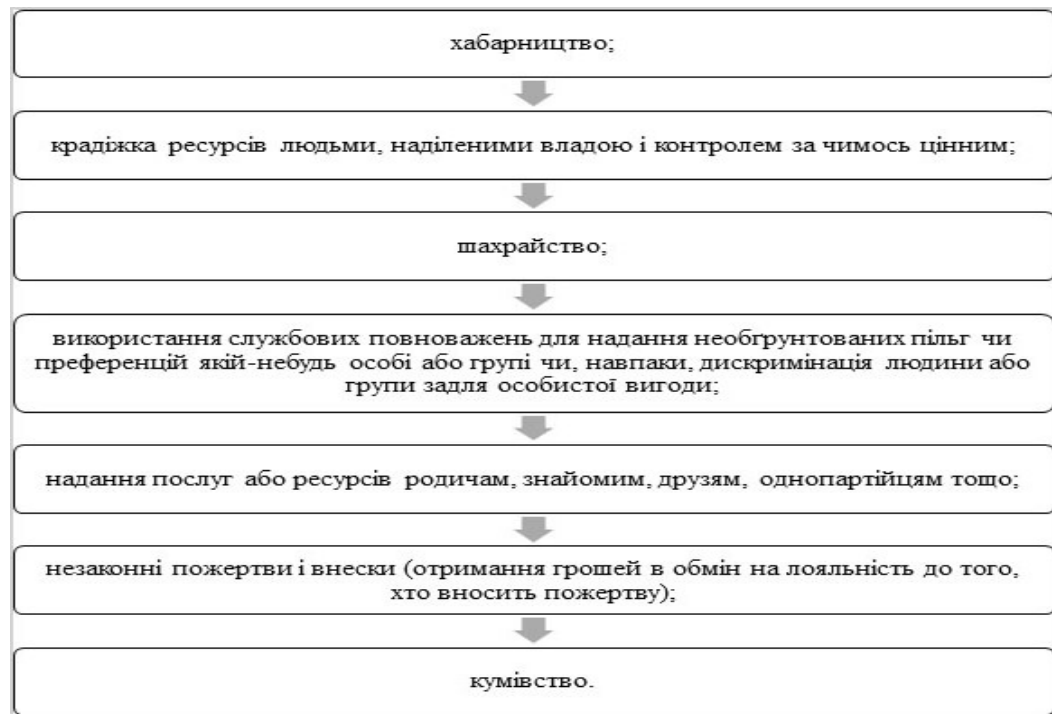 хабарництво;
крадіжка ресурсів людьми, наділеними владою і контролем за чимось цінним;
шахрайство;
використання службових повноважень для надання необґрунтованих пільг чи
преференцій якій-небудь особі або групі чи, навпаки, дискримінація людини або
групи задля особистої вигоди;
надання послуг або ресурсів родичам, знайомим, друзям, однопартійцям тощо;
незаконні пожертви і внески (отримання грошей в обмін на лояльність до того,
хто вносить пожертву);
кумівство.